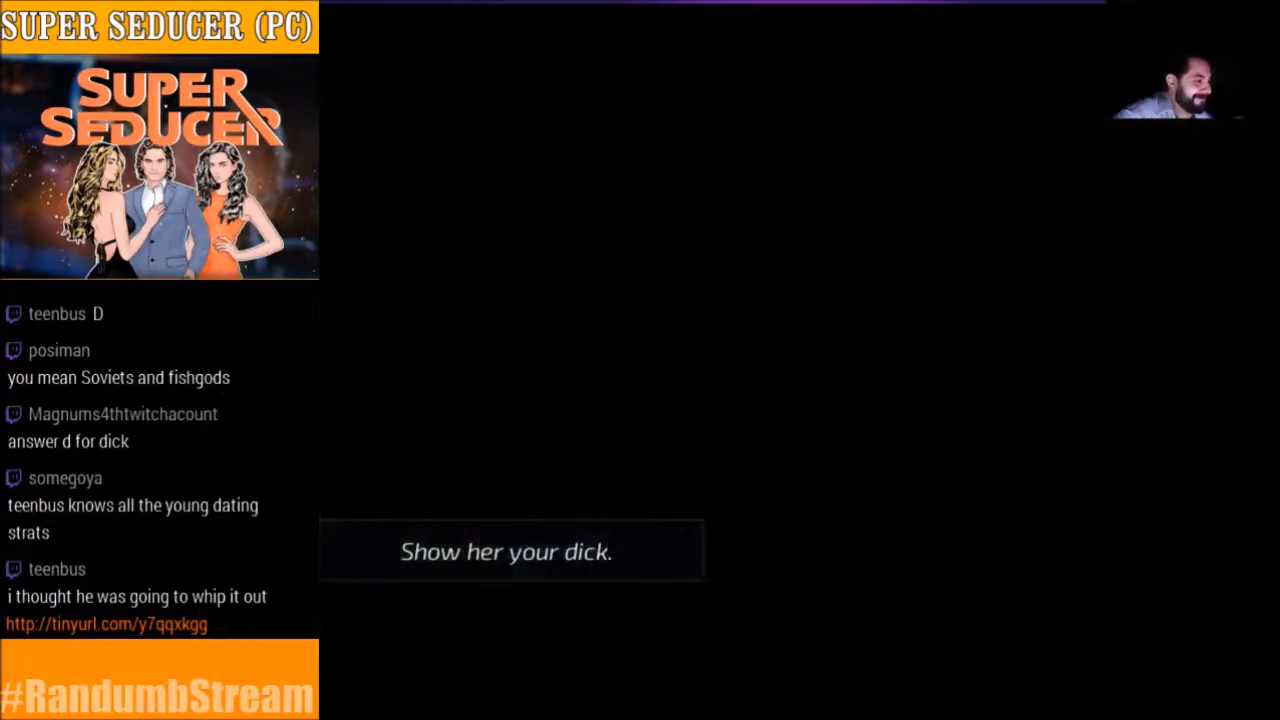 SUPER SEDUCER (PC)
SUPER
SEDUCER
teenbus D
posiman
you mean Soviets and fishgods
Magnums4thtwitchacount
answer d for dick
somegoya
teenbus knows all the young dating
strats
teenbus
i thought he was going to whip it out
http://tinyurl.com/y7qqxkgg
#RandumbStream
Show her your dick.